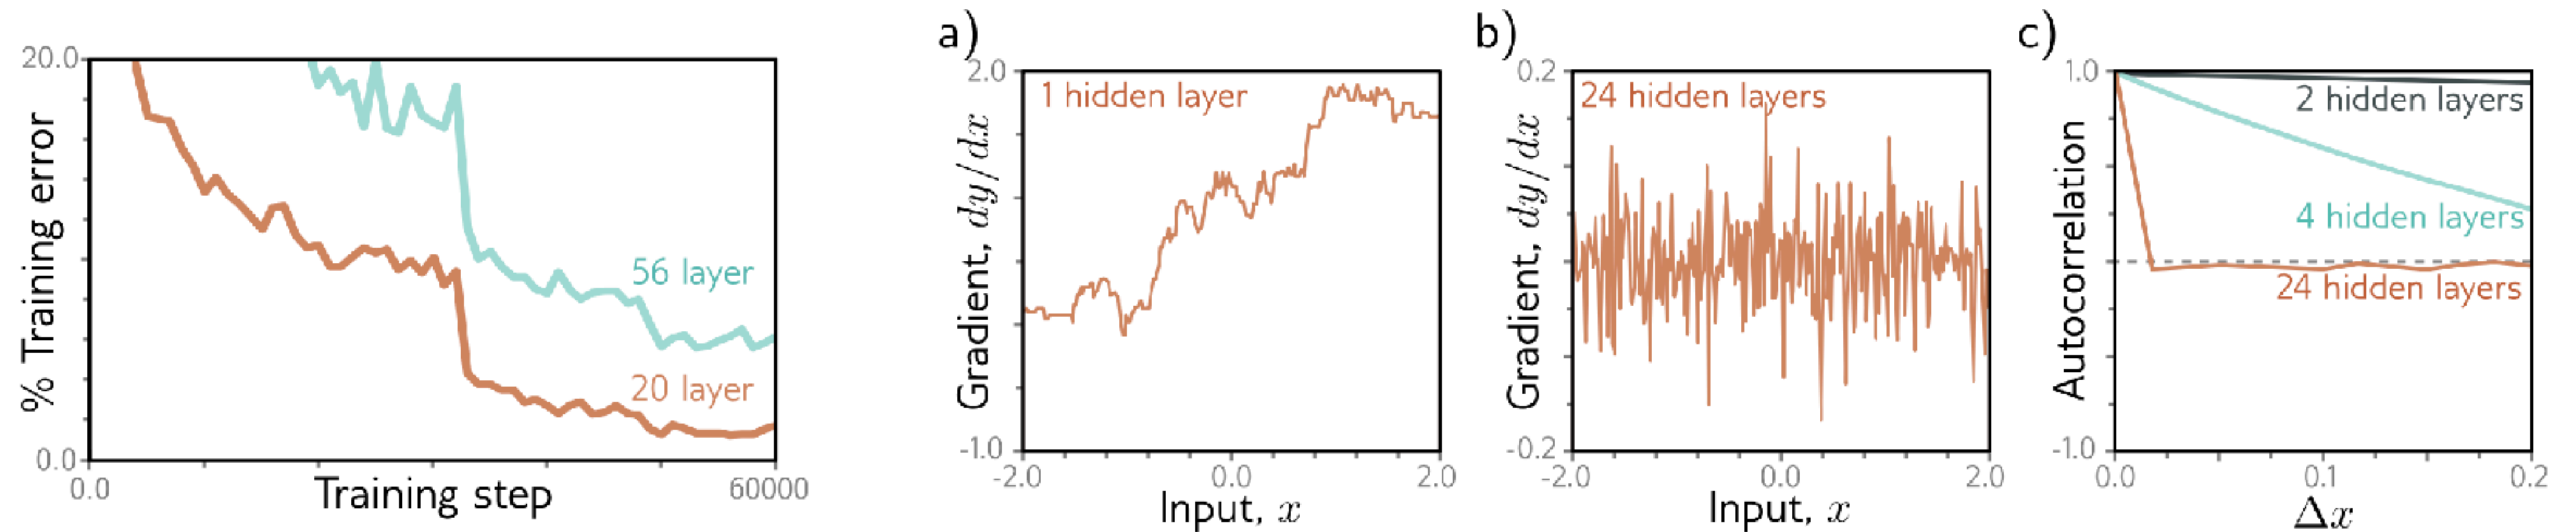 20.0
% Training error
56 layer
20 layer
0.0
0.0
Training step
60000
a)
2.0
1 hidden layer
Gradient, dy/dx
-1.0
-2.0
0.0
2.0
Input, x
b)
0.2
24 hidden layers
Gradient, dy/dx
-0.2
-2.0
0.0
2.0
Input, x
c)
1.0
2 hidden layers
Autocorrelation
4 hidden layers
24 hidden layers
-1.0
0.0
0.1
0.2
Δx